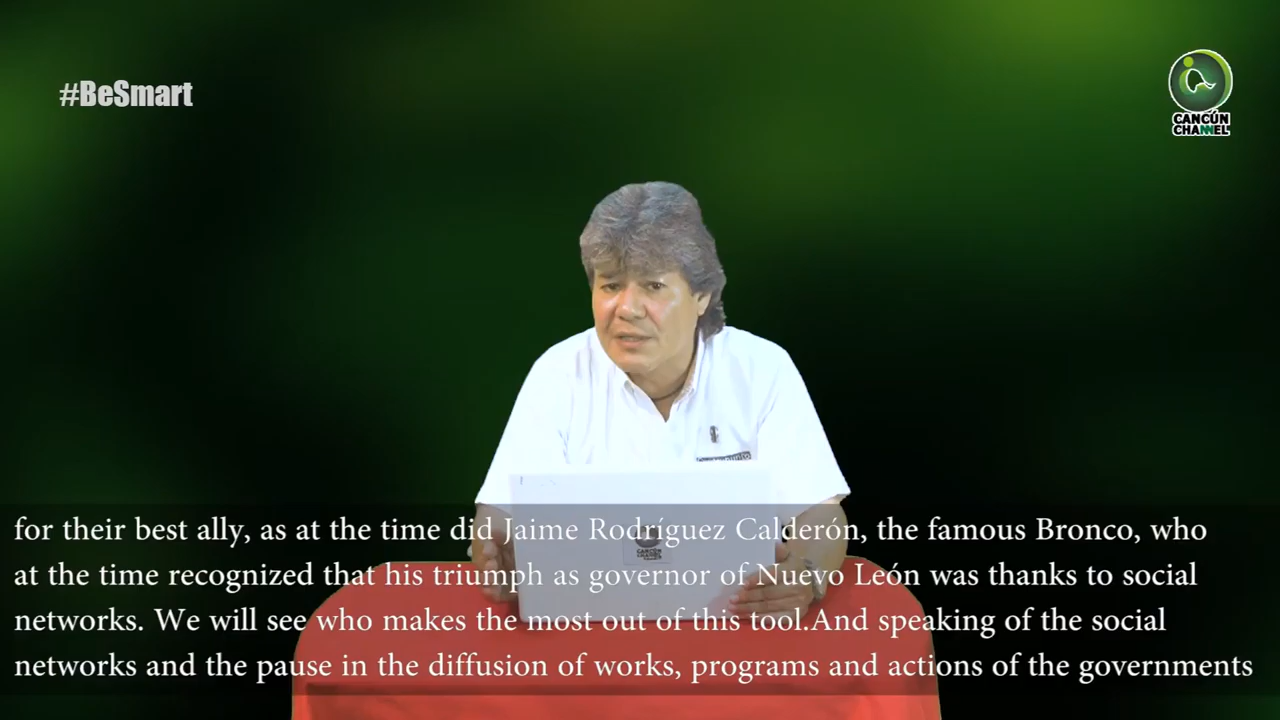 #BeSmart
CANCÚN
CHANNEL
for their best ally, as at the time did Jaime Rodríguez Calderón, the famous Bronco, who
at the time recognized that his triumph as governor of Nuevo León was thanks to social
networks. We will see who makes the most out of this tool.And speaking of the social
networks and the pause in the diffusion of works, programs and actions of the governments
CANCÚN
CHANNEL